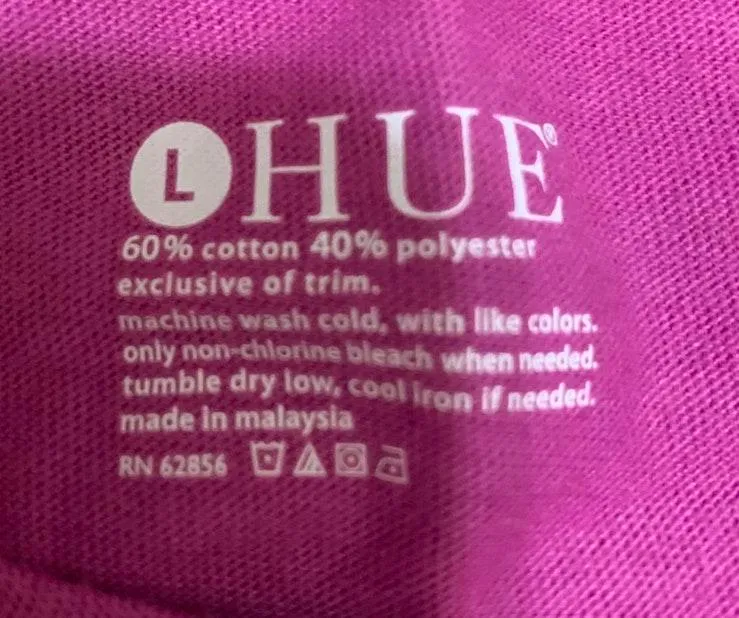 L HUE®
60% cotton 40% polyester
exclusive of trim.
machine wash cold, with like colors.
only non-chlorine bleach when needed.
tumble dry low, cool iron if needed.
made in malaysia
RN 62856